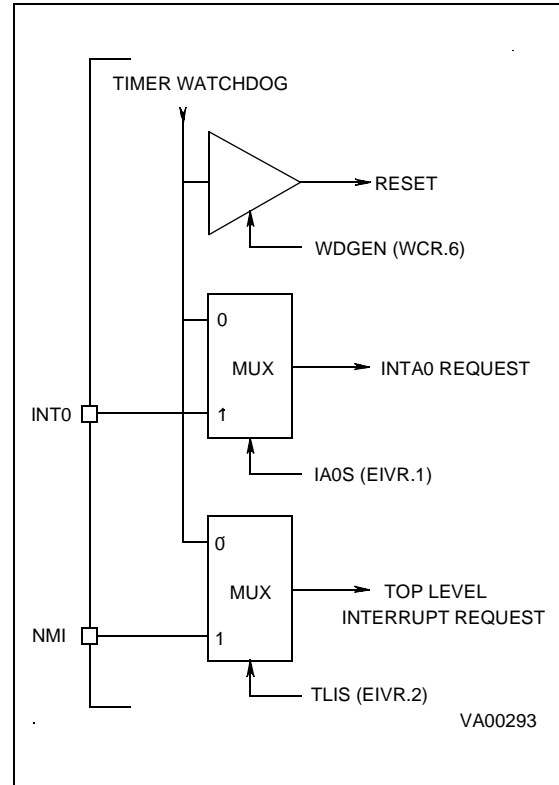 TIMER WATCHDOG
RESET
WDGEN (WCR.6)
0
MUX
INTA0 REQUEST
INT0
1
IA0S (EIVR.1)
0
MUX
TOP LEVEL
INTERRUPT REQUEST
NMI
1
TLIS (EIVR.2)
VA00293